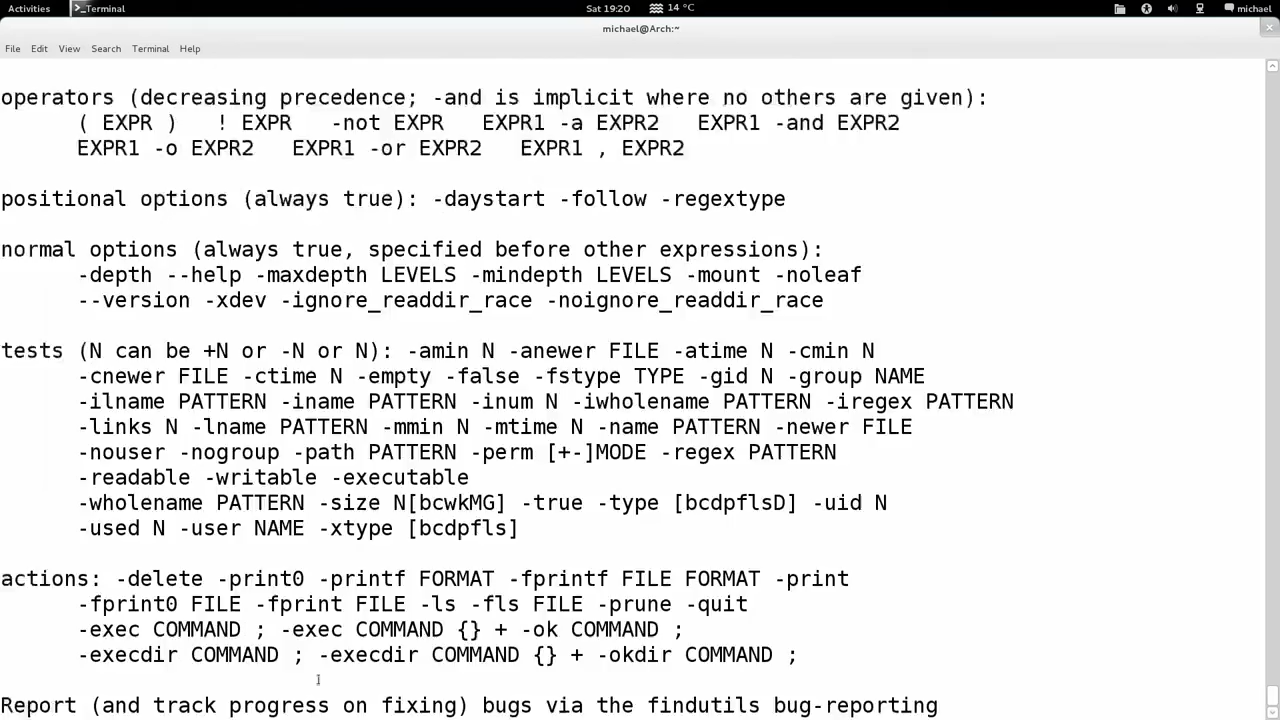 Activities Terminal Sat 19:20 14 °C michael
michael@Arch:~
File Edit View Search Terminal Help
operators (decreasing precedence; -and is implicit where no others are given):
( EXPR ) ! EXPR -not EXPR EXPR1 -a EXPR2 EXPR1 -and EXPR2
EXPR1 -o EXPR2 EXPR1 -or EXPR2 EXPR1 , EXPR2
positional options (always true): -daystart -follow -regextype
normal options (always true, specified before other expressions):
-depth --help -maxdepth LEVELS -mindepth LEVELS -mount -noleaf
--version -xdev -ignore_readdir_race -noignore_readdir_race
tests (N can be +N or -N or N): -amin N -anewer FILE -atime N -cmin N
-cnewer FILE -ctime N -empty -false -fstype TYPE -gid N -group NAME
-ilname PATTERN -iname PATTERN -inum N -iwholename PATTERN -iregex PATTERN
-links N -lname PATTERN -mmin N -mtime N -name PATTERN -newer FILE
-nouser -nogroup -path PATTERN -perm [+-]MODE -regex PATTERN
-readable -writable -executable
-wholename PATTERN -size N[bcwkMG] -true -type [bcdpflsD] -uid N
-used N -user NAME -xtype [bcdpfls]
actions: -delete -print0 -printf FORMAT -fprintf FILE FORMAT -print
-fprint0 FILE -fprint FILE -ls -fls FILE -prune -quit
-exec COMMAND ; -exec COMMAND {} + -ok COMMAND ;
-execdir COMMAND ; -execdir COMMAND {} + -okdir COMMAND ;
Report (and track progress on fixing) bugs via the findutils bug-reporting